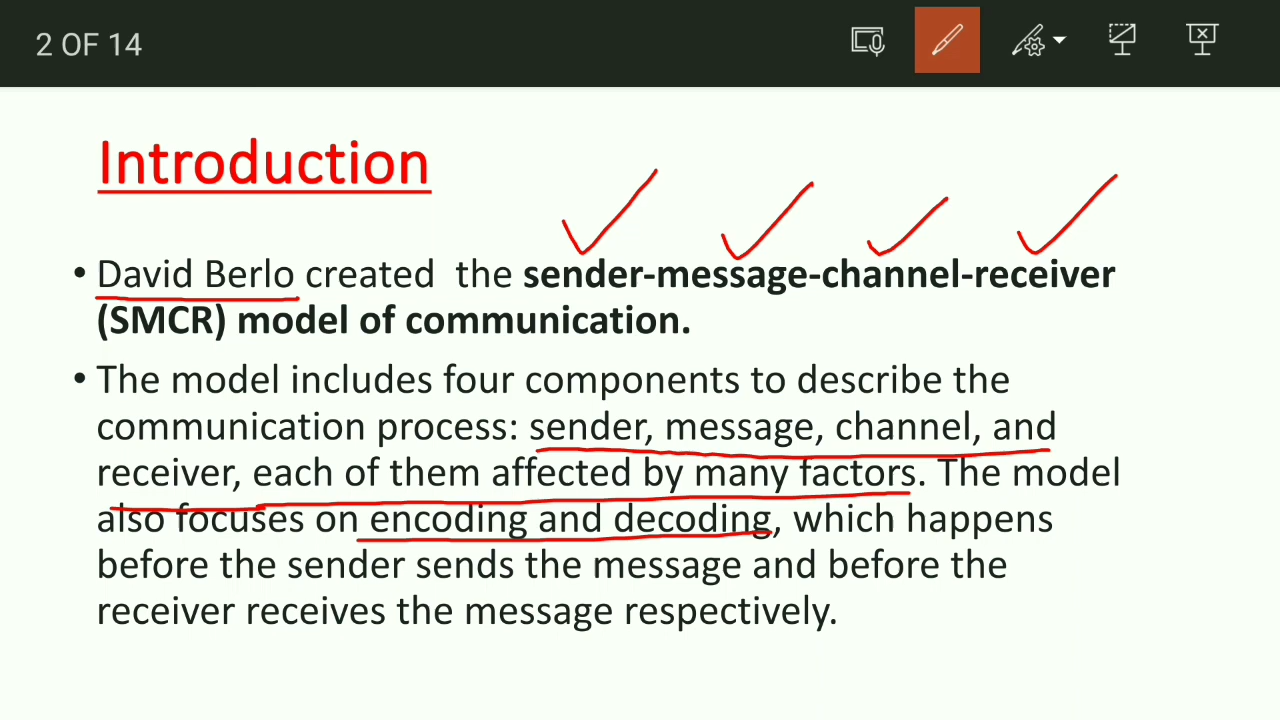 2 OF 14
Introduction
• David Berlo created the sender-message-channel-receiver
(SMCR) model of communication.
• The model includes four components to describe the
communication process: sender, message, channel, and
receiver, each of them affected by many factors. The model
also focuses on encoding and decoding, which happens
before the sender sends the message and before the
receiver receives the message respectively.